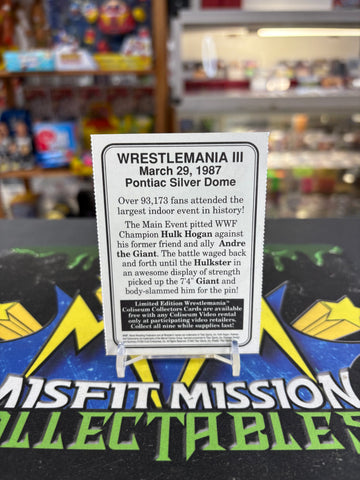 WRESTLEMANIA III
March 29, 1987
Pontiac Silver Dome
Over 93,173 fans attended the
largest indoor event in history!
The Main Event pitted WWF
Champion Hulk Hogan against
his former friend and ally Andre
the Giant. The battle waged back
and forth until the Hulkster in
an awesome display of strength
picked up the 7'4" Giant and
body-slammed him for the pin!
Limited Edition Wrestlemania™
Coliseum Collectors Cards are available
free with any Coliseum Video rental
only at participating video retailers.
Collect all nine while supplies last!
MISFIT MISSION
COLLECTABLES